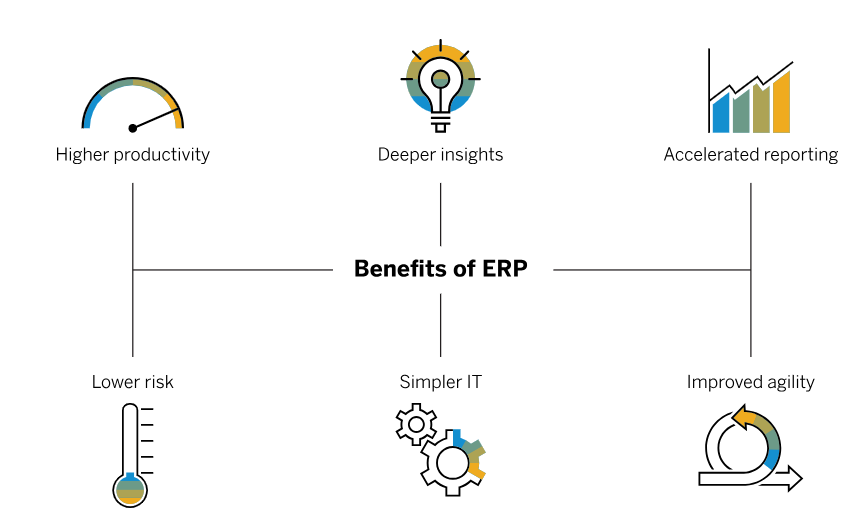 Higher productivity
Deeper insights
Accelerated reporting
Benefits of ERP
Lower risk
Simpler IT
Improved agility